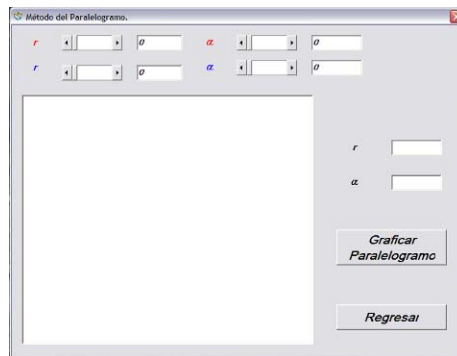 Método del Paralelogramo.
r 0 α 0
r 0 α 0
r
α
Graficar
Paralelogramo
Regresar